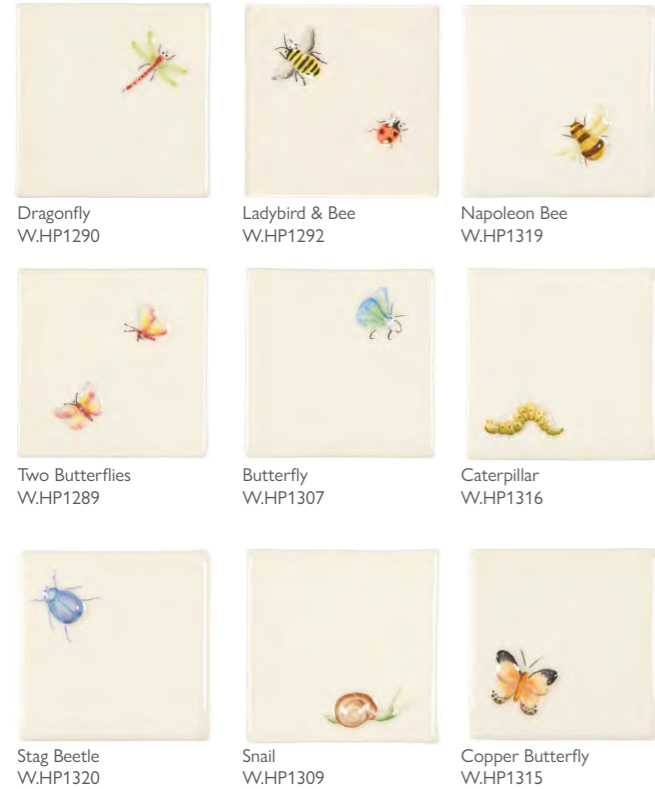 Dragonfly
W.HP1290
Ladybird & Bee
W.HP1292
Napoleon Bee
W.HP1319
Two Butterflies
W.HP1289
Butterfly
W.HP1307
Caterpillar
W.HP1316
Stag Beetle
W.HP1320
Snail
W.HP1309
Copper Butterfly
W.HP1315